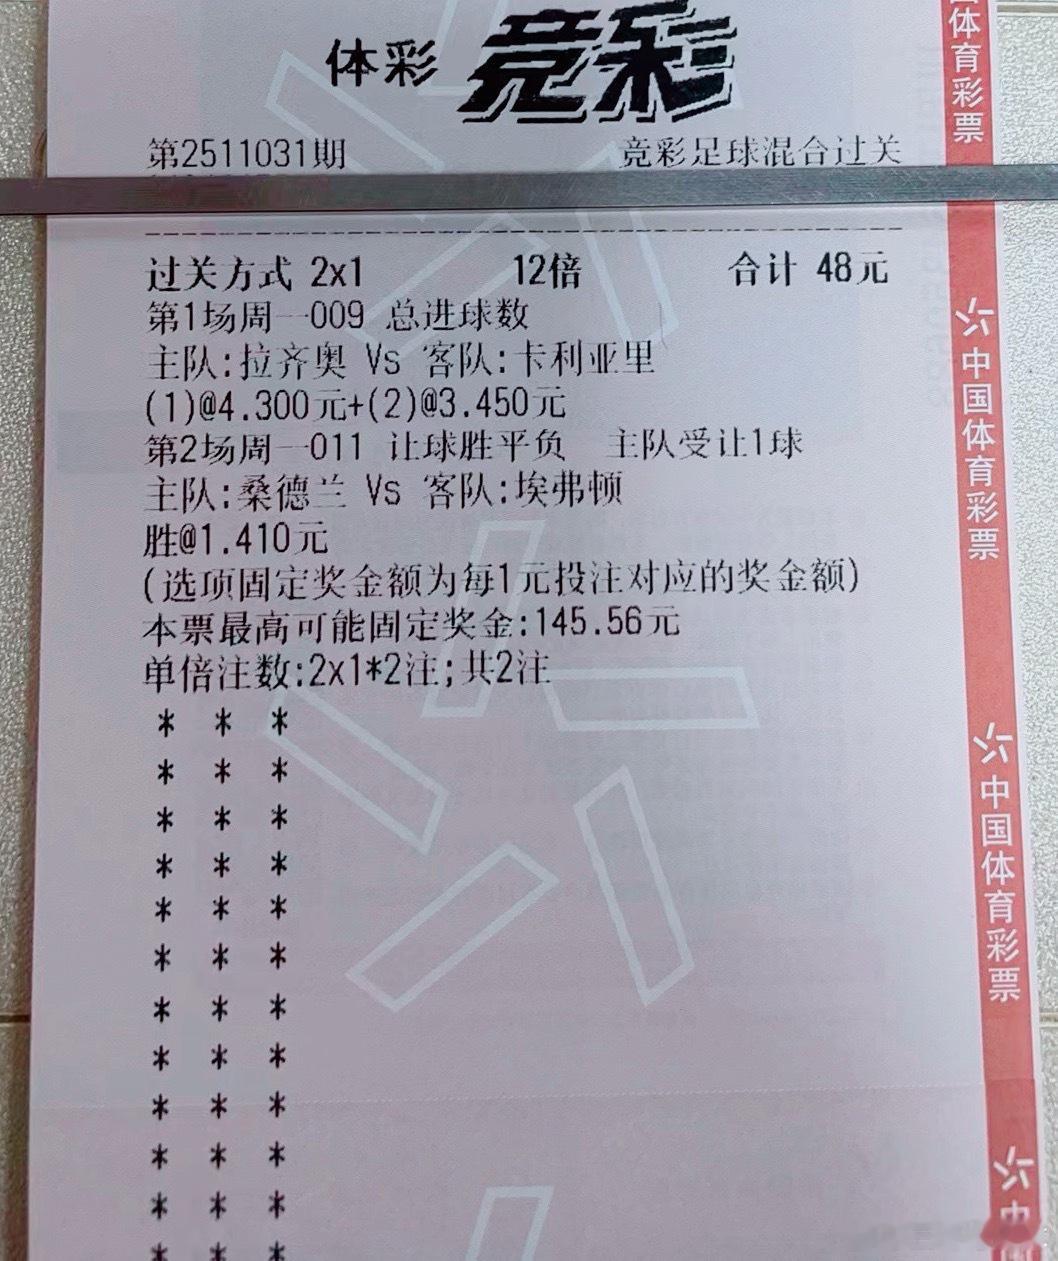 体彩 竞彩
第2511031期 竞彩足球混合过关
过关方式 2x1 12倍 合计 48元
第1场周一009 总进球数
主队:拉齐奥 Vs 客队:卡利亚里
(1)@4.300元+(2)@3.450元
第2场周一011 让球胜平负 主队受让1球
主队:桑德兰 Vs 客队:埃弗顿
胜@1.410元
(选项固定奖金额为每1元投注对应的奖金额)
本票最高可能固定奖金:145.56元
单倍注数:2x1*2注;共2注
* * *
* * *
* * *
* * *
* * *
* * *
* * *
* * *
* * *
* * *
* * *
* * *
体育彩票
中国体育彩票
中国体育彩票
中